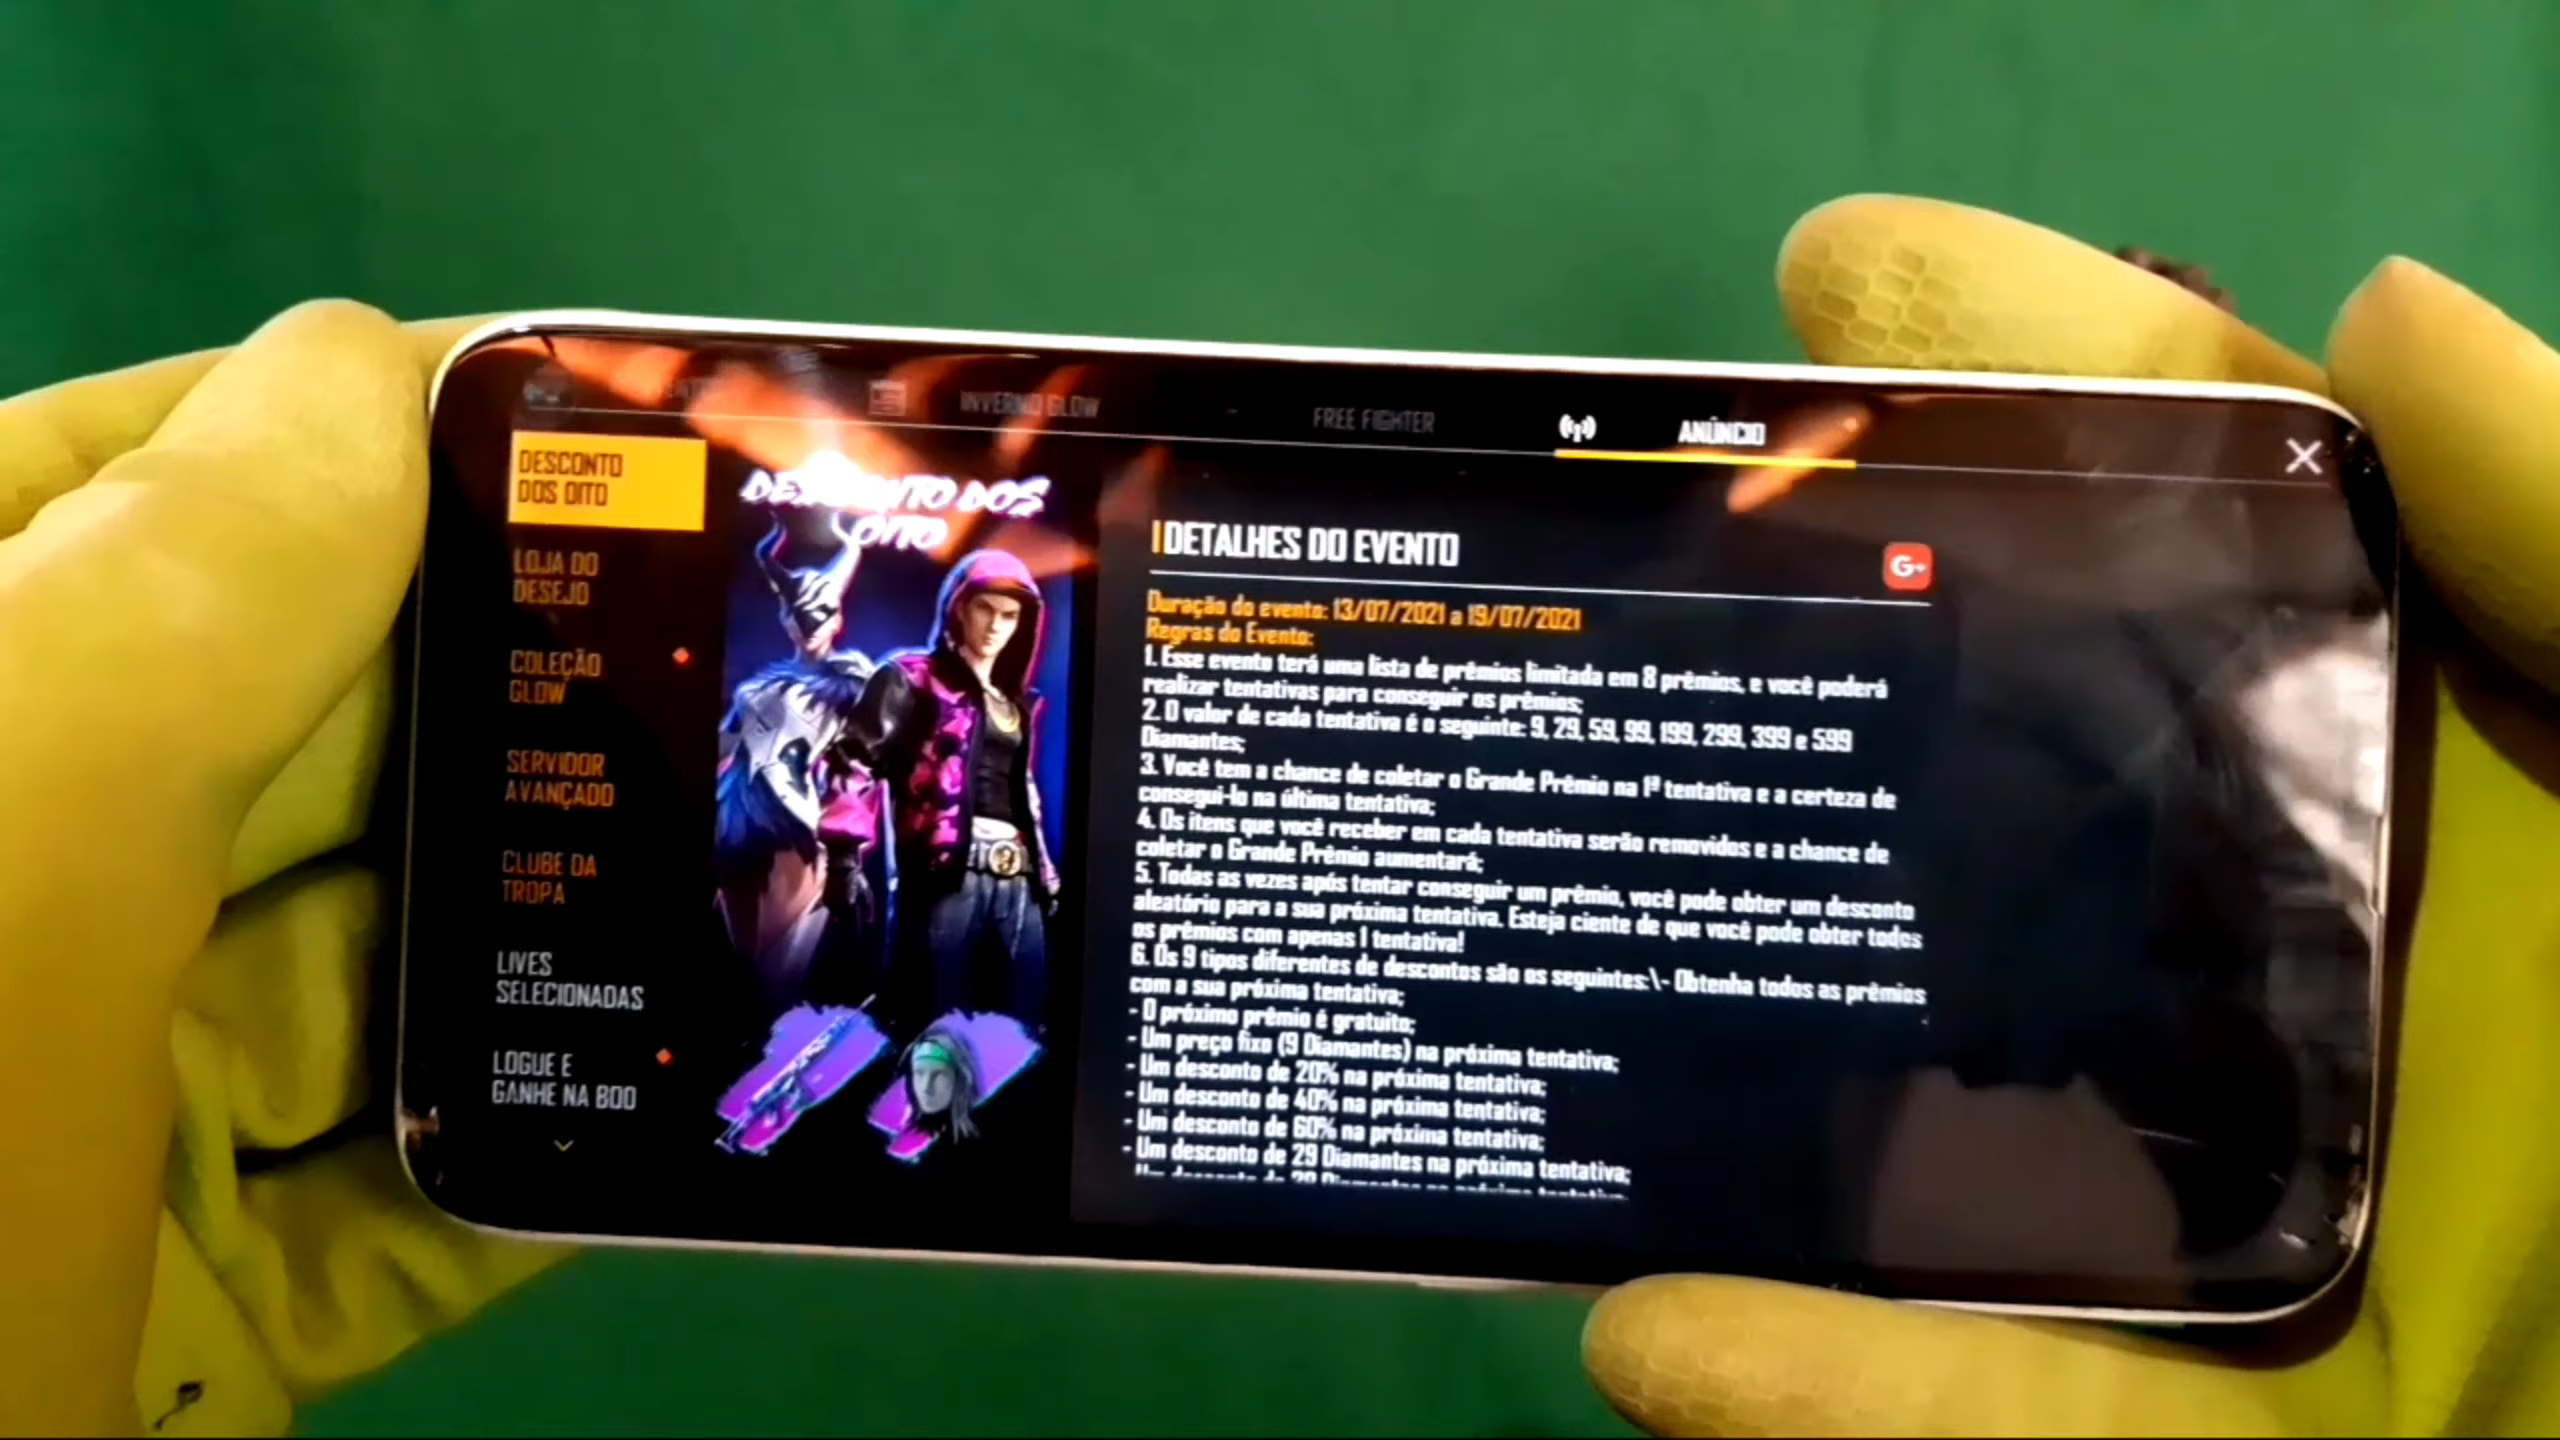 INVERNO GLOW
FREE FIGHTER
ANÚNCIO
DESCONTO
DOS OITO
LOJA DO
DESEJO
COLEÇÃO
GLOW
SERVIDOR
AVANÇADO
CLUBE DA
TROPA
LIVES
SELECIONADAS
LOGUE E
GANHE NA BOO
DESCONTO DOS
OITO
DETALHES DO EVENTO
G+
Duração do evento: 13/07/2021 a 19/07/2021
Regras do Evento:
1. Esse evento terá uma lista de prêmios limitada em 8 prêmios, e você poderá
realizar tentativas para conseguir os prêmios;
2. O valor de cada tentativa é o seguinte: 9, 29, 59, 99, 199, 299, 399 e 599
Diamantes;
3. Você tem a chance de coletar o Grande Prêmio na 1ª tentativa e a certeza de
consegui-lo na última tentativa;
4. Os itens que você receber em cada tentativa serão removidos e a chance de
coletar o Grande Prêmio aumentará;
5. Todas as vezes após tentar conseguir um prêmio, você pode obter um desconto
aleatório para a sua próxima tentativa. Esteja ciente de que você pode obter todos
os prêmios com apenas 1 tentativa!
6. Os 9 tipos diferentes de descontos são os seguintes:\- Obtenha todos as prêmios
com a sua próxima tentativa;
- O próximo prêmio é gratuito;
- Um preço fixo (9 Diamantes) na próxima tentativa;
- Um desconto de 20% na próxima tentativa;
- Um desconto de 40% na próxima tentativa;
- Um desconto de 60% na próxima tentativa;
- Um desconto de 29 Diamantes na próxima tentativa;